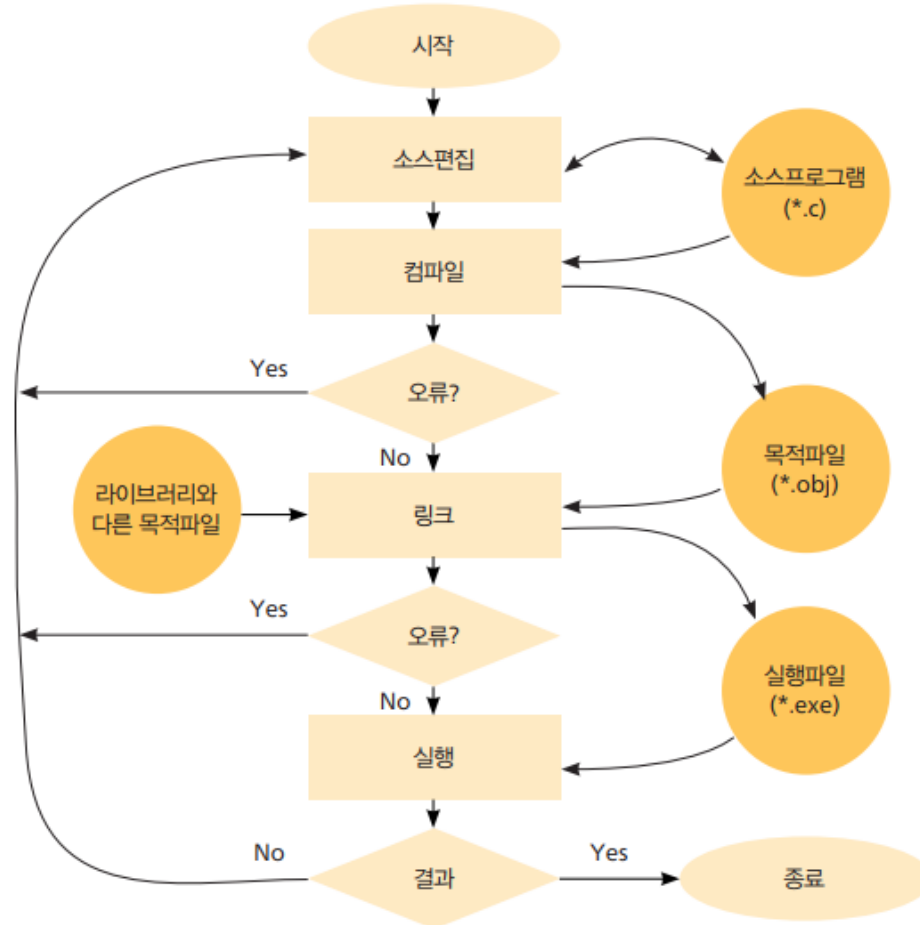 시작
소스편집
소스프로그램
(*.c)
컴파일
Yes
오류?
No
목적파일
(*.obj)
라이브러리와
다른 목적파일
링크
Yes
오류?
No
실행파일
(*.exe)
실행
No
결과
Yes
종료